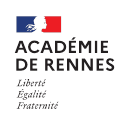 ACADÉMIE
DE RENNES
Liberté
Égalité
Fraternité